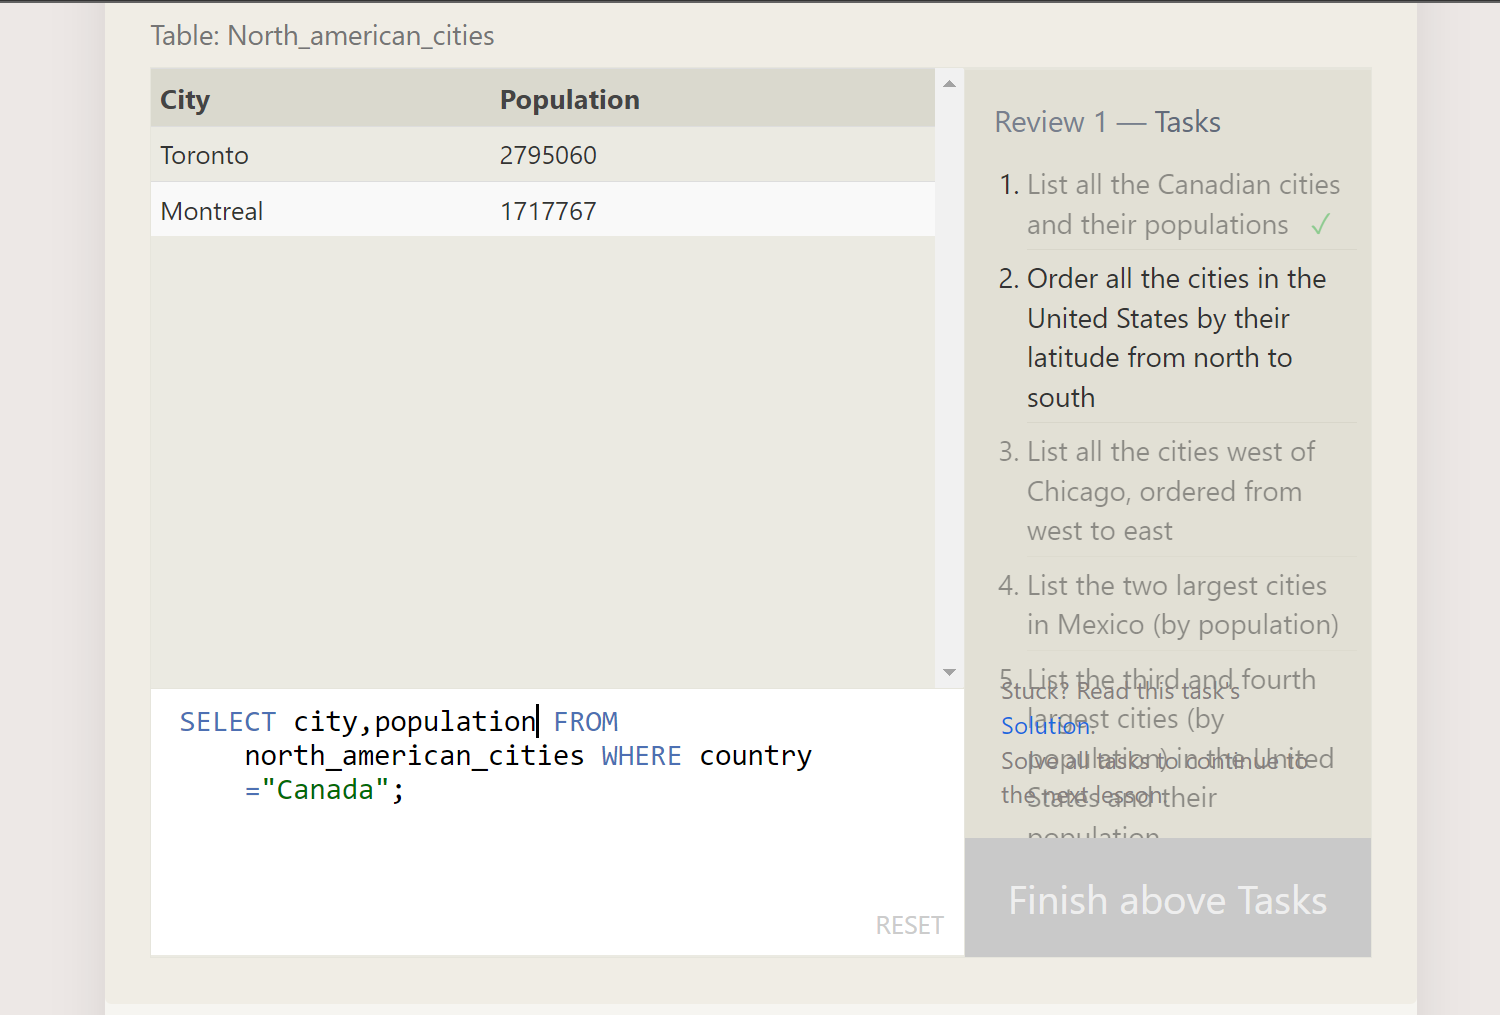 Table: North_american_cities
City Population
Toronto 2795060
Montreal 1717767
SELECT city,population FROM
north_american_cities WHERE country
="Canada";
RESET
Review 1 — Tasks
1. List all the Canadian cities
and their populations ✓
2. Order all the cities in the
United States by their
latitude from north to
south
3. List all the cities west of
Chicago, ordered from
west to east
4. List the two largest cities
in Mexico (by population)
5. List the third and fourth
largest cities (by
population) in the United
States and their
population
Stuck? Read this task's
Solution.
Solve all tasks to continue to
the next lesson.
Finish above Tasks